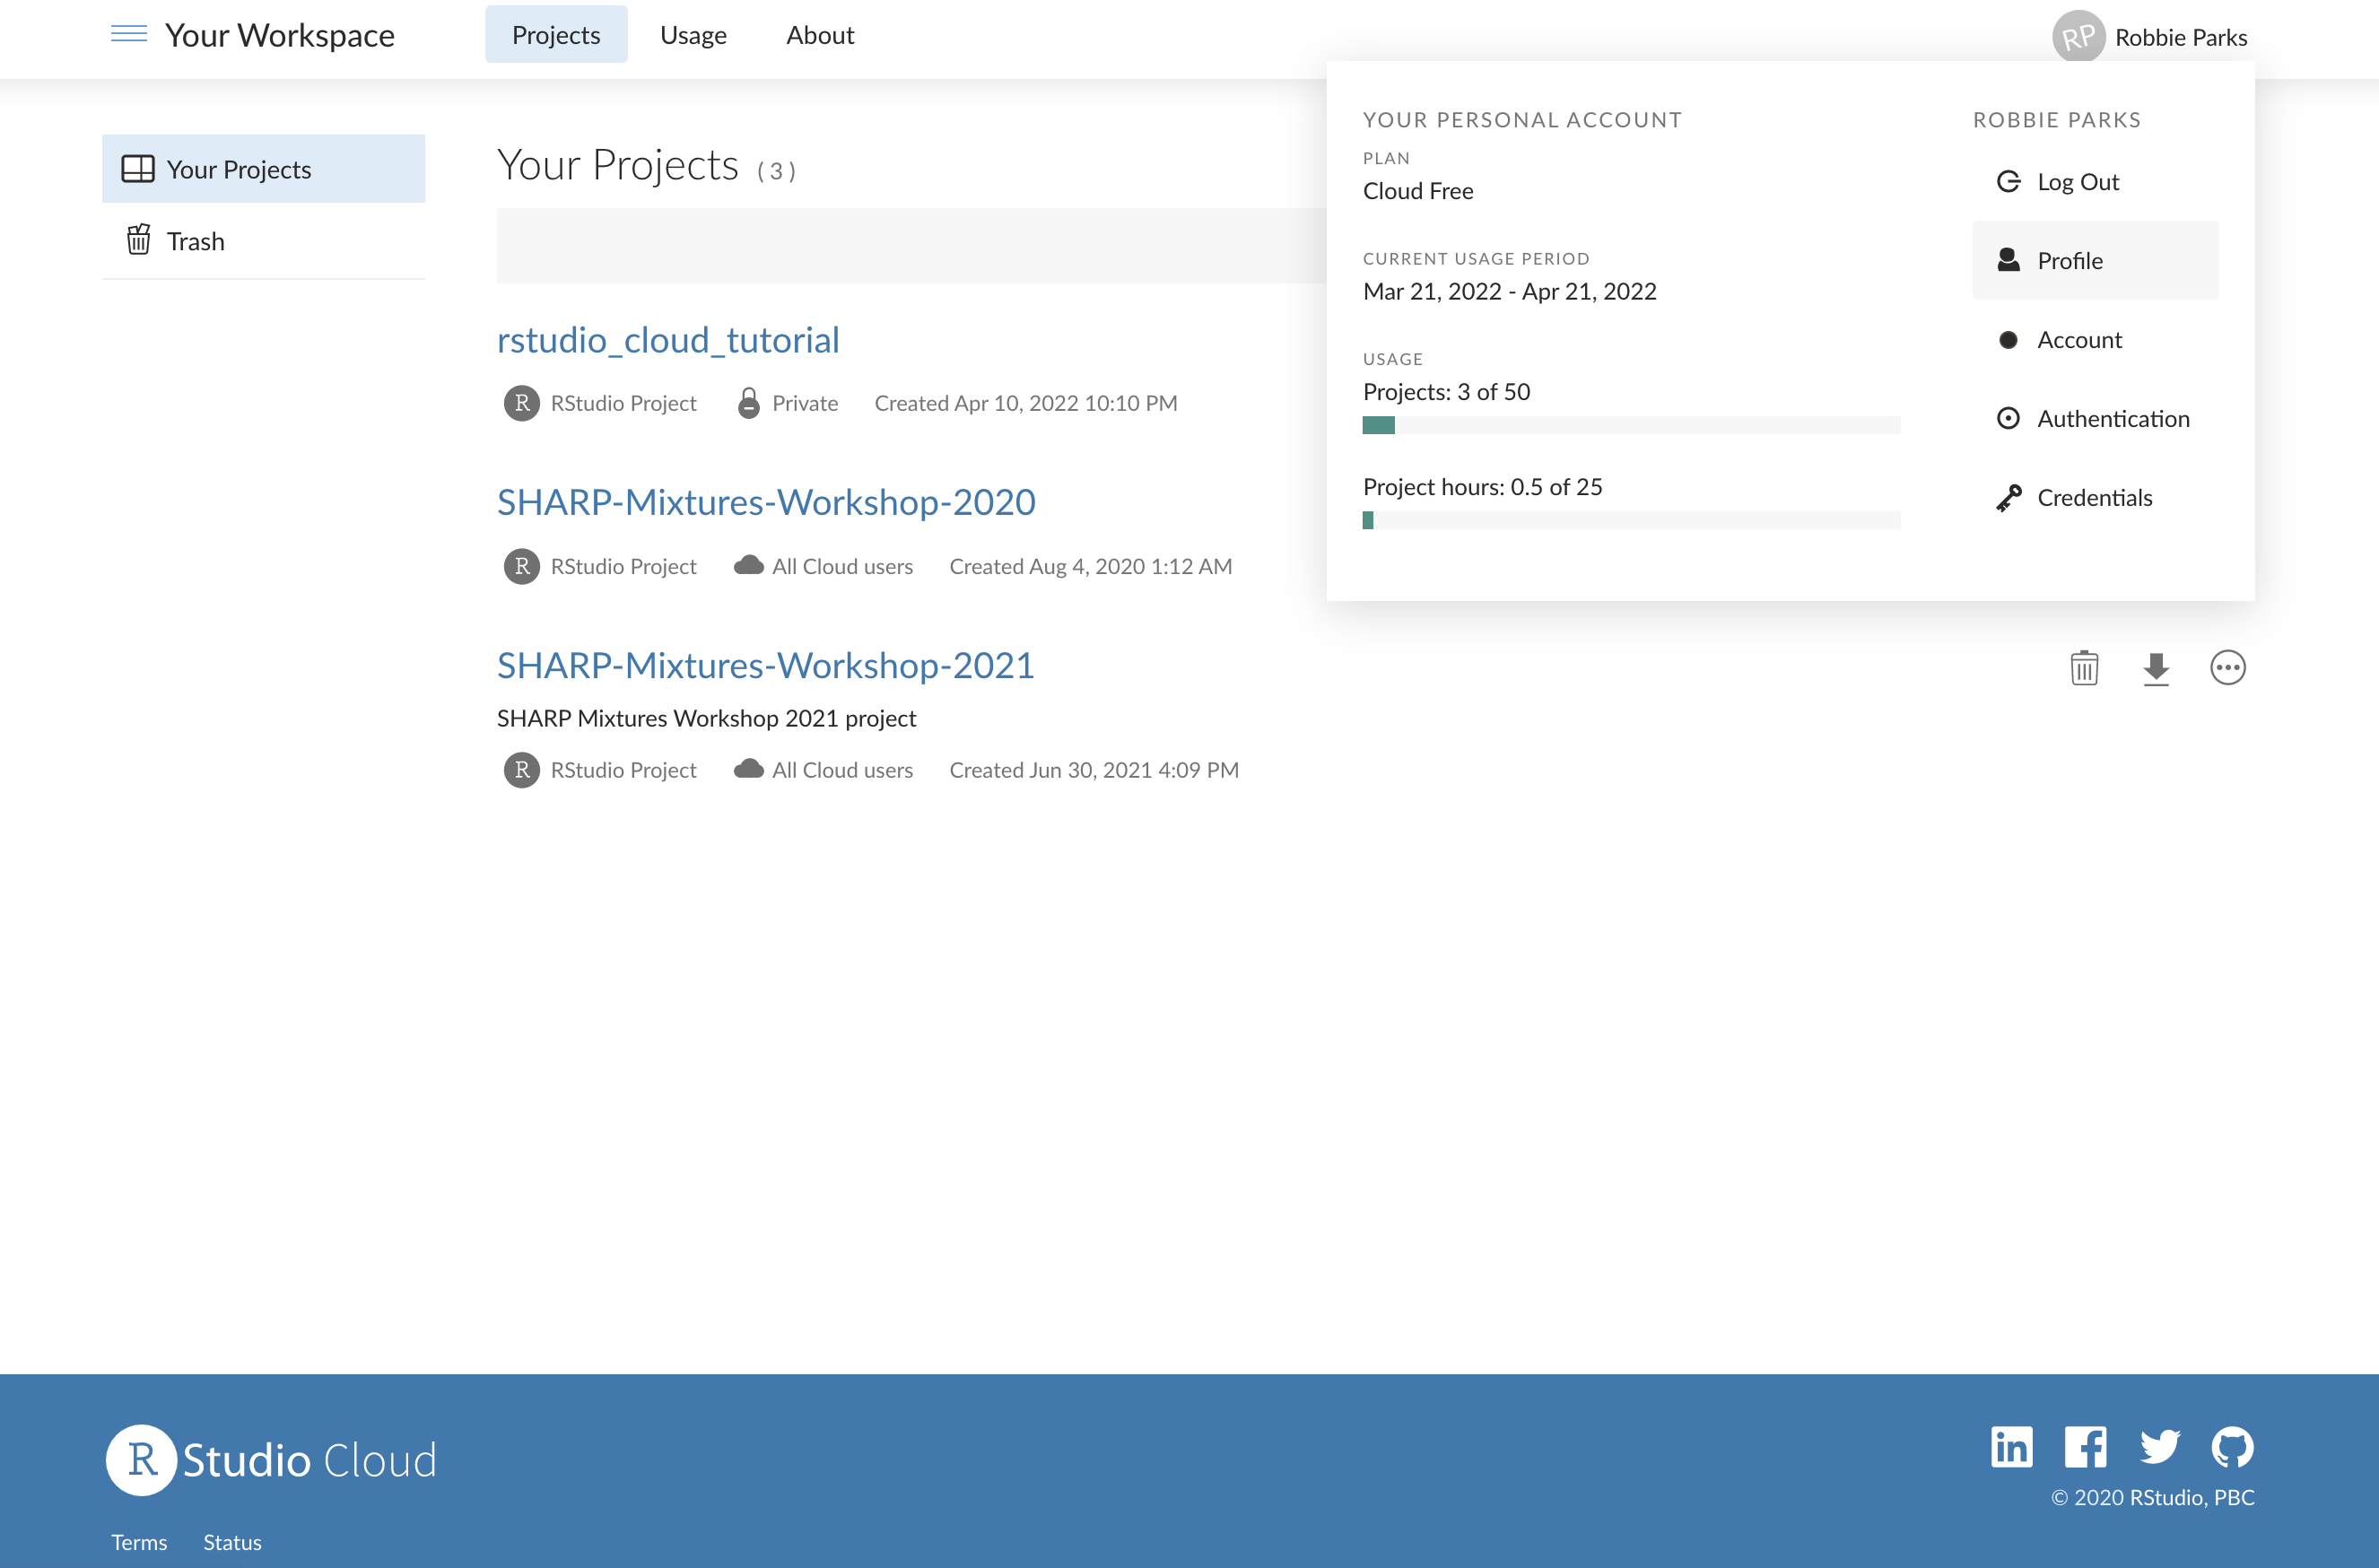 Your Workspace
Projects
Usage
About
RP
Robbie Parks
Your Projects
Trash
Your Projects (3)
rstudio_cloud_tutorial
R RStudio Project Private Created Apr 10, 2022 10:10 PM
SHARP-Mixtures-Workshop-2020
R RStudio Project All Cloud users Created Aug 4, 2020 1:12 AM
SHARP-Mixtures-Workshop-2021
SHARP Mixtures Workshop 2021 project
R RStudio Project All Cloud users Created Jun 30, 2021 4:09 PM
YOUR PERSONAL ACCOUNT
PLAN
Cloud Free
CURRENT USAGE PERIOD
Mar 21, 2022 - Apr 21, 2022
USAGE
Projects: 3 of 50
Project hours: 0.5 of 25
ROBBIE PARKS
Log Out
Profile
Account
Authentication
Credentials
R Studio Cloud
Terms
Status
in
© 2020 RStudio, PBC